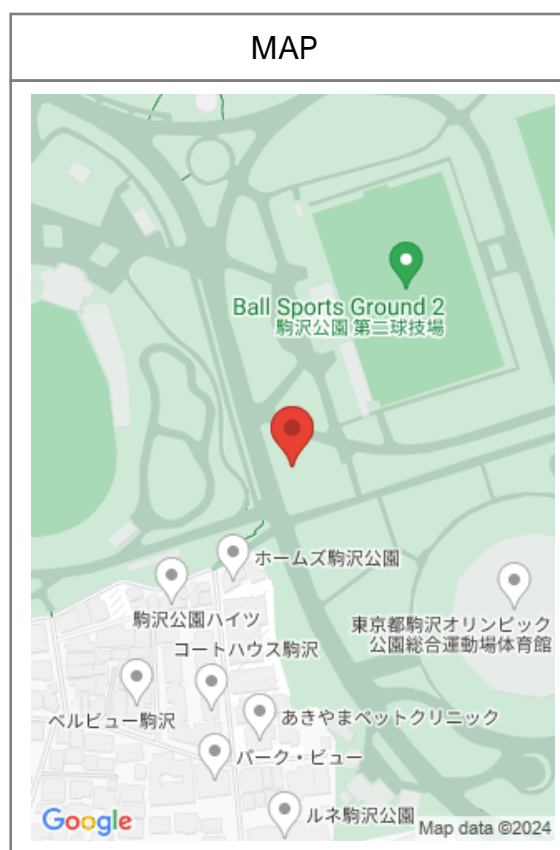 MAP
Ball Sports Ground 2
駒沢公園 第二球技場
ホームズ駒沢公園
駒沢公園ハイツ
東京都駒沢オリンピック
公園総合運動場体育館
コートハウス駒沢
ベルビュー駒沢
あきやまペットクリニック
パーク・ビュー
ルネ駒沢公園
Google
Map data ©2024